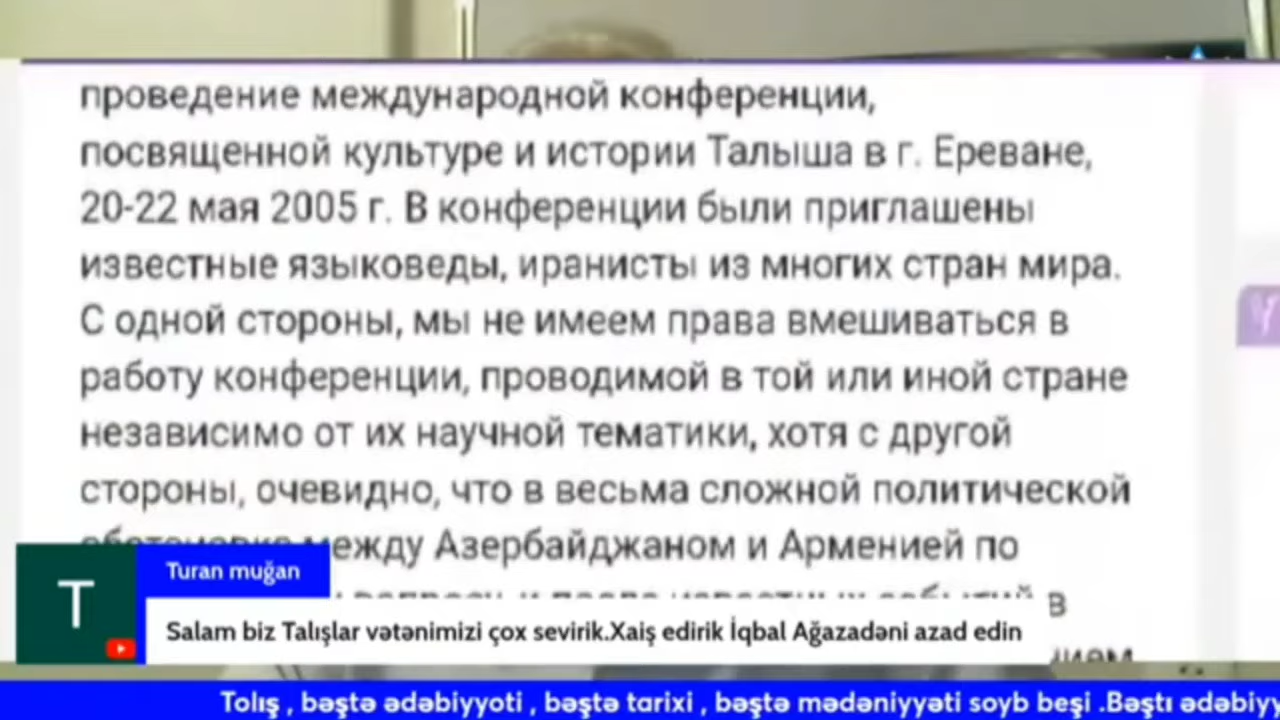 проведение международной конференции,
посвященной культуре и истории Талыша в г. Ереване,
20-22 мая 2005 г. В конференции были приглашены
известные языковеды, иранисты из многих стран мира.
С одной стороны, мы не имеем права вмешиваться в
работу конференции, проводимой в той или иной стране
независимо от их научной тематики, хотя с другой
стороны, очевидно, что в весьма сложной политической
между Азербайджаном и Арменией по
в
T
Turan muğan
Salam biz Talışlar vətənimizi çox sevirik.Xaiş edirik İqbal Ağazadəni azad edin
Tolış , bəştə ədəbiyyoti , bəştə tarixi , bəştə mədəniyyəti soyb beşi .Bəştı ədəbiyy